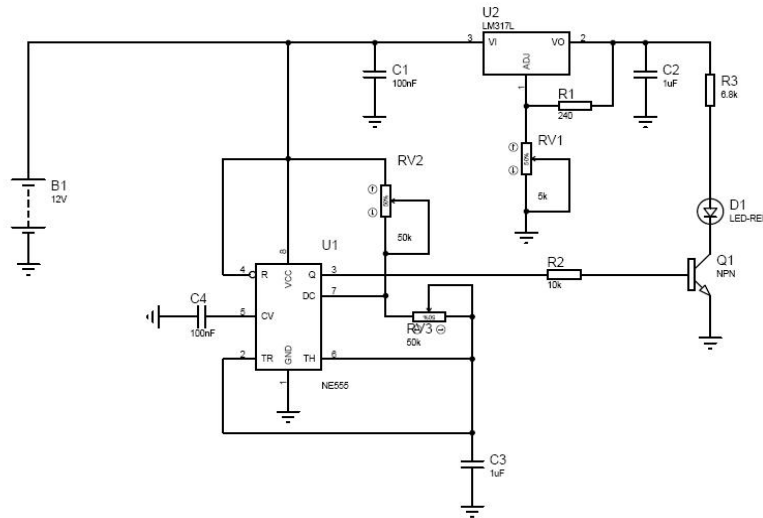 U2
LM317L
3 VI VO 2
ADJ
1
C1
100nF
C2
1uF
R3
6.8k
R1
240
RV1
50%
5k
B1
12V
RV2
50%
50k
D1
LED-RE
U1
8
VCC
4 R Q 3
DC 7
R2
10k
Q1
NPN
C4
100nF
5 CV
RV3
50%
50k
2 TR TH 6
GND
1
NE555
C3
1uF